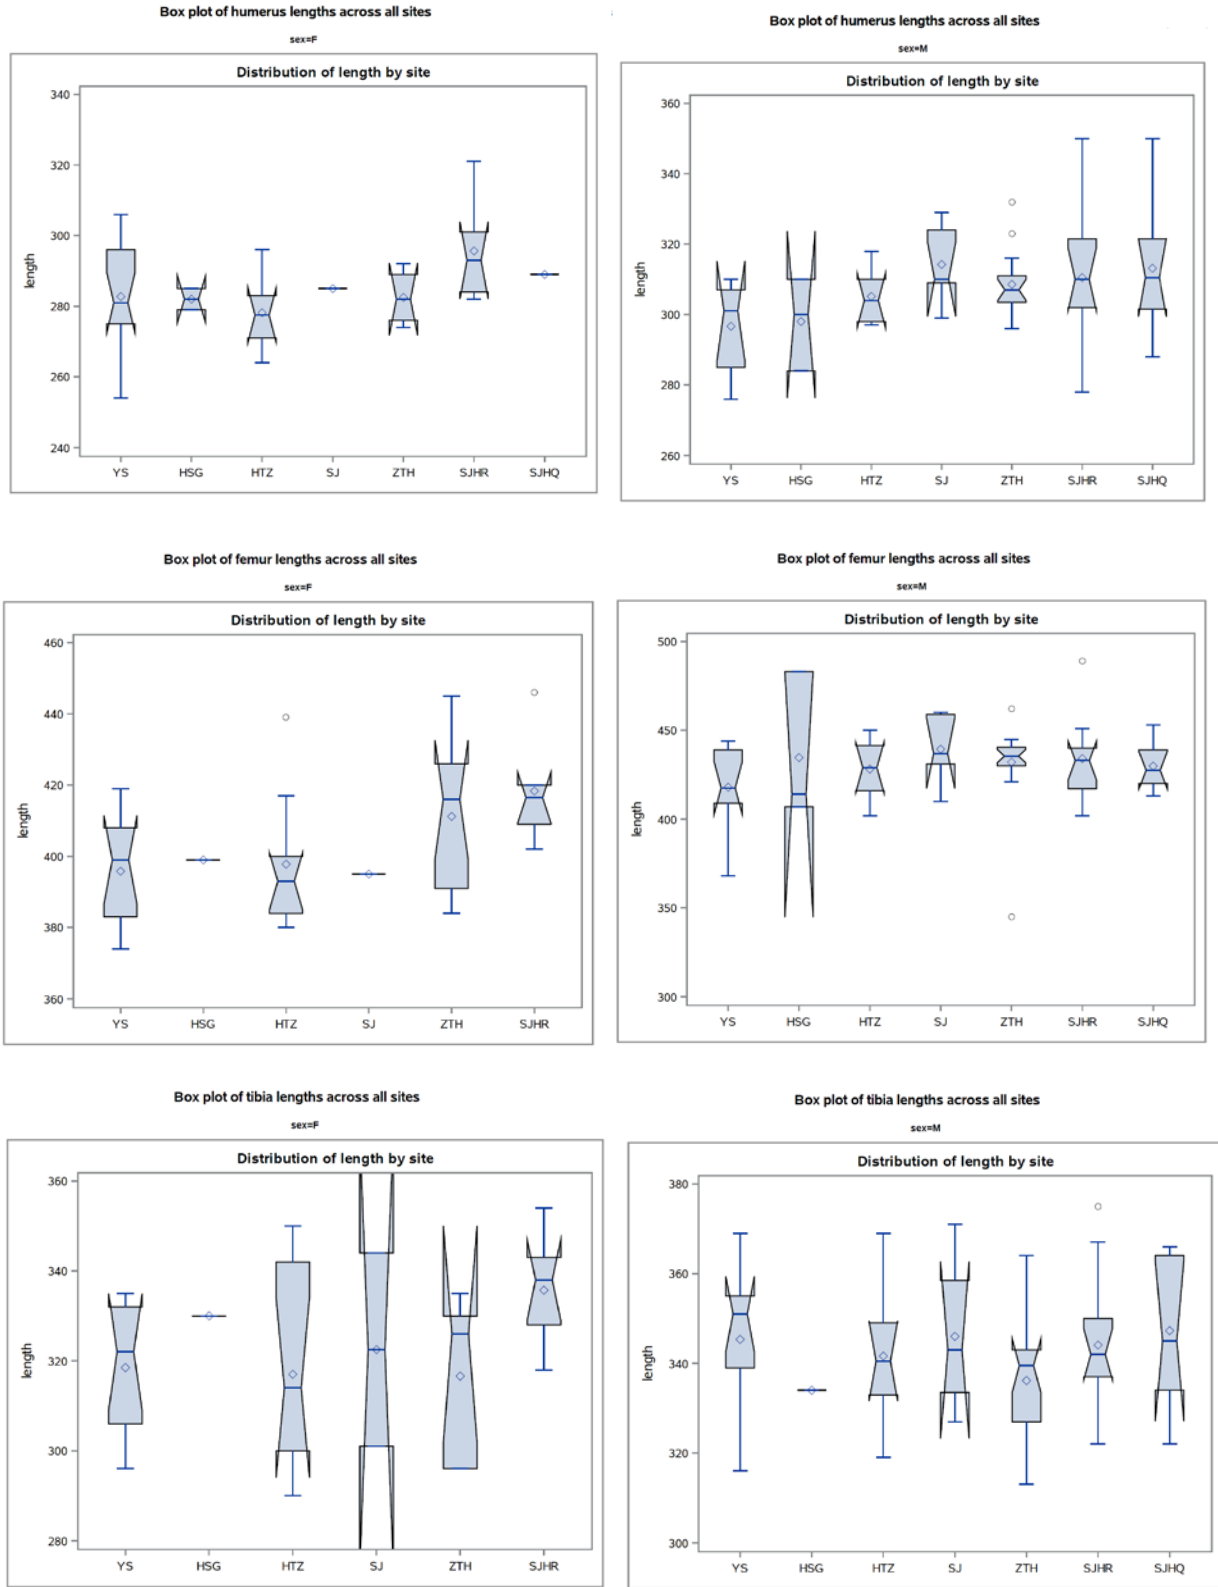 Box plot of humerus lengths across all sites
sex=F
Distribution of length by site
340
320
300
280
260
240
length
YS HSG HTZ SJ ZTH SJHR SJHQ
Box plot of humerus lengths across all sites
sex=M
Distribution of length by site
360
340
320
300
280
260
length
YS HSG HTZ SJ ZTH SJHR SJHQ
Box plot of femur lengths across all sites
sex=F
Distribution of length by site
460
440
420
400
380
360
length
YS HSG HTZ SJ ZTH SJHR
Box plot of femur lengths across all sites
sex=M
Distribution of length by site
500
450
400
350
300
length
YS HSG HTZ SJ ZTH SJHR SJHQ
Box plot of tibia lengths across all sites
sex=F
Distribution of length by site
360
340
320
300
280
length
YS HSG HTZ SJ ZTH SJHR
Box plot of tibia lengths across all sites
sex=M
Distribution of length by site
380
360
340
320
300
length
YS HSG HTZ SJ ZTH SJHR SJHQ